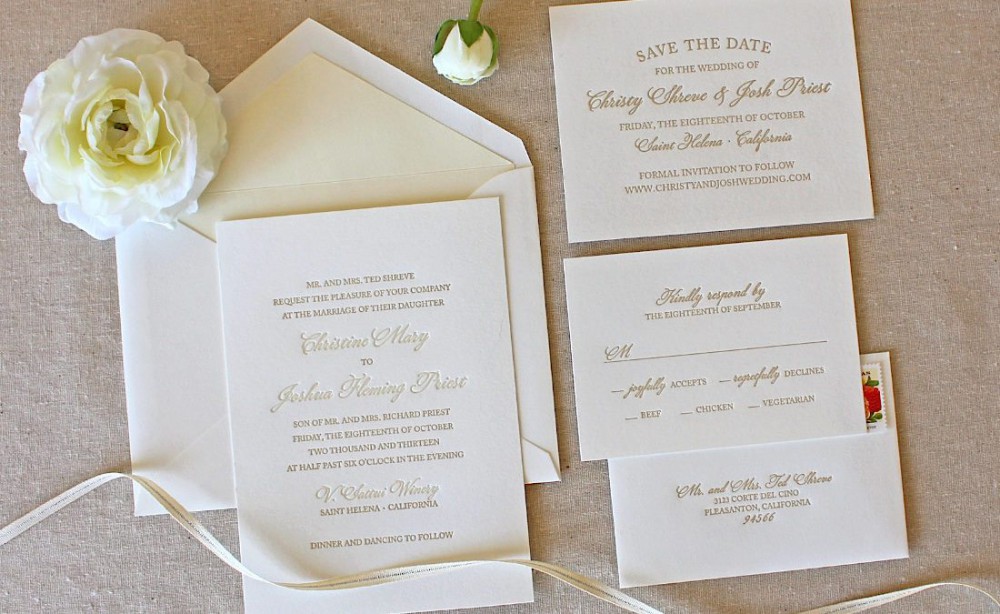 MR. AND MRS. TED SHREVE
REQUEST THE PLEASURE OF YOUR COMPANY
AT THE MARRIAGE OF THEIR DAUGHTER
Christine Mary
TO
Joshua Fleming Priest
SON OF MR. AND MRS. RICHARD PRIEST
FRIDAY, THE EIGHTEENTH OF OCTOBER
TWO THOUSAND AND THIRTEEN
AT HALF PAST SIX O'CLOCK IN THE EVENING
V. Sattui Winery
SAINT HELENA • CALIFORNIA
DINNER AND DANCING TO FOLLOW
SAVE THE DATE
FOR THE WEDDING OF
Christy Shreve & Josh Priest
FRIDAY, THE EIGHTEENTH OF OCTOBER
Saint Helena • California
FORMAL INVITATION TO FOLLOW
WWW.CHRISTYANDJOSHWEDDING.COM
Kindly respond by
THE EIGHTEENTH OF SEPTEMBER
M
joyfully ACCEPTS regretfully DECLINES
BEEF CHICKEN VEGETARIAN
Mr. and Mrs. Ted Shreve
3123 CORTE DEL CINO
PLEASANTON, CALIFORNIA
94566